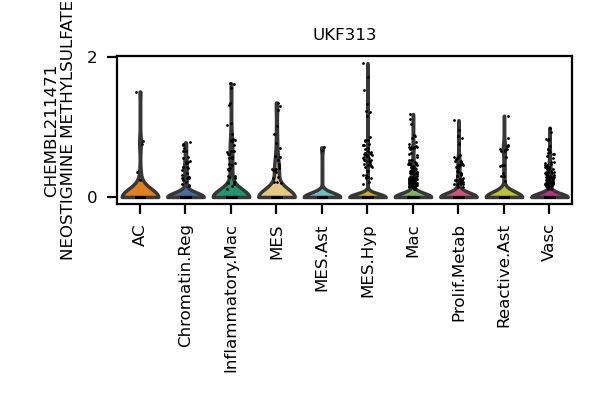 UKF313
CHEMBL211471
NEOSTIGMINE METHYLSULFATE
2
0
AC
Chromatin.Reg
Inflammatory.Mac
MES
MES.Ast
MES.Hyp
Mac
Prolif.Metab
Reactive.Ast
Vasc